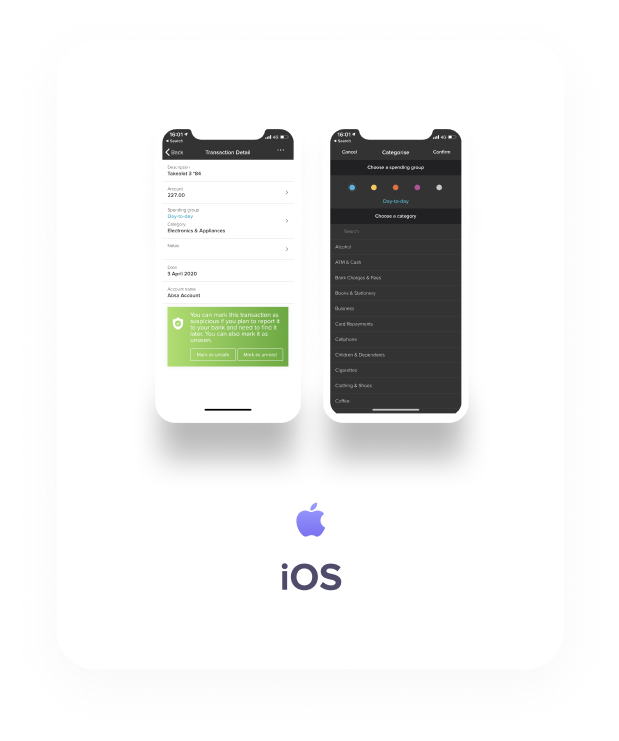 16:01
4G
Search
Back
Transaction Detail
Description
Takealot 3 *84
Amount
227.00
Spending group
Day-to-day
Category
Electronics & Appliances
Notes
Date
3 April 2020
Account name
Absa Account
You can mark this transaction as
suspicious if you plan to report it
to your bank and need to find it
later. You can also mark it as
unseen.
Mark as unsafe
Mark as unread
16:01
4G
Search
Cancel
Categorise
Confirm
Choose a spending group
Day-to-day
Choose a category
Search
Alcohol
ATM & Cash
Bank Charges & Fees
Books & Stationery
Business
Card Repayments
Cellphone
Children & Dependents
Cigarettes
Clothing & Shoes
Coffee
iOS